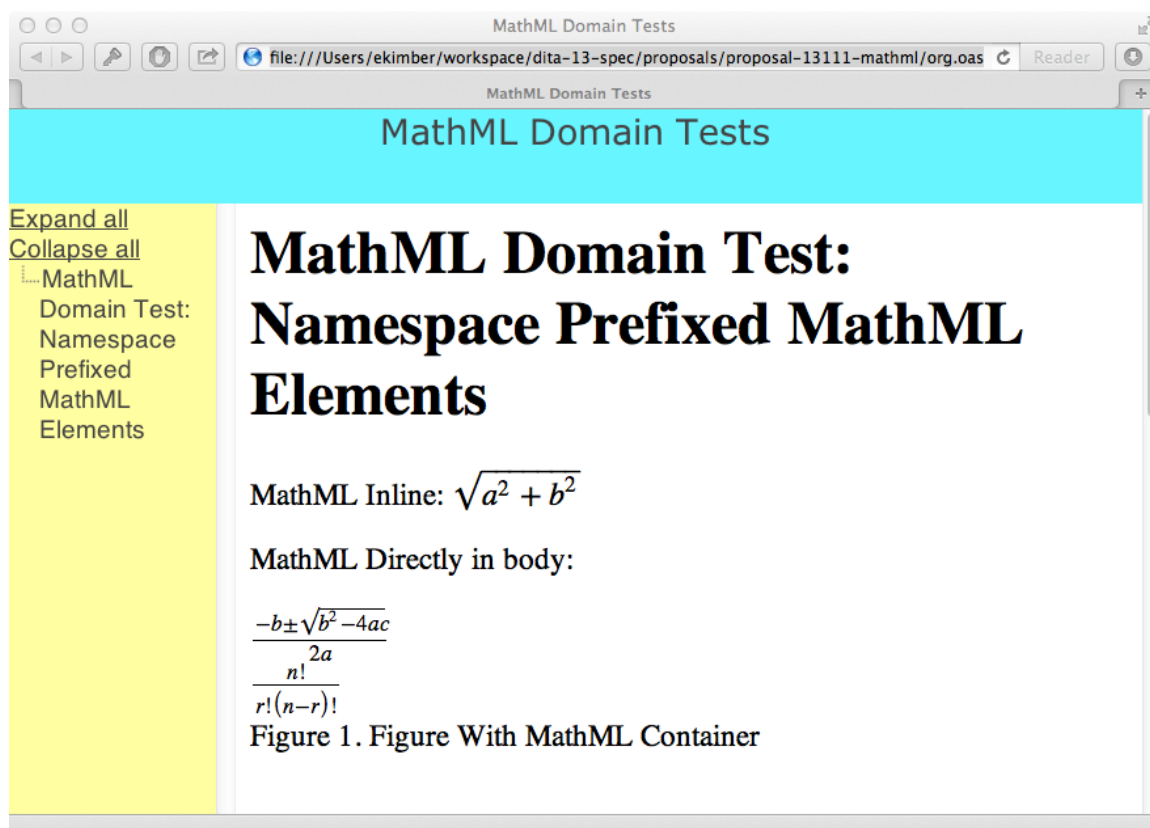 MathML Domain Tests
file:///Users/ekimber/workspace/dita-13-spec/proposals/proposal-13111-mathml/org.oas
Reader
MathML Domain Tests
MathML Domain Tests
Expand all
Collapse all
MathML
Domain Test:
Namespace
Prefixed
MathML
Elements
MathML Domain Test:
Namespace Prefixed MathML
Elements
MathML Inline: √(a² + b²)
MathML Directly in body:
−b±√(b²−4ac)
2a
n!
r!(n−r)!
Figure 1. Figure With MathML Container